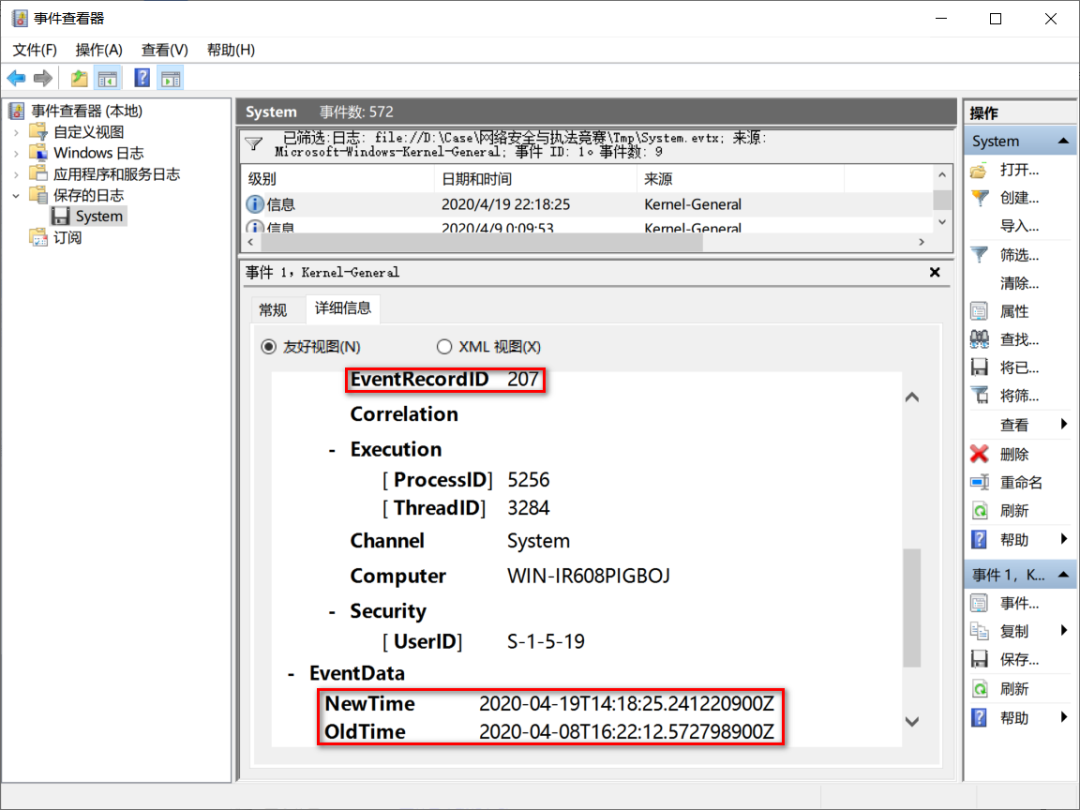 事件查看器
文件(F) 操作(A) 查看(V) 帮助(H)
事件查看器 (本地)
自定义视图
Windows 日志
应用程序和服务日志
保存的日志
System
订阅
System 事件数: 572
已筛选:日志: file://D:\Case\网络安全与执法竞赛\Tmp\System.evtx; 来源:
Microsoft-Windows-Kernel-General; 事件 ID: 1。事件数: 9
级别 日期和时间 来源
信息 2020/4/19 22:18:25 Kernel-General
信息 2020/4/9 0:09:53 Kernel-General
事件 1，Kernel-General
常规 详细信息
友好视图(N) XML 视图(X)
EventRecordID 207
Correlation
- Execution
[ ProcessID] 5256
[ ThreadID] 3284
Channel System
Computer WIN-IR608PIGBOJ
- Security
[ UserID] S-1-5-19
- EventData
NewTime 2020-04-19T14:18:25.241220900Z
OldTime 2020-04-08T16:22:12.572798900Z
操作
System
打开...
创建...
导入...
筛选...
清除...
属性
查找...
将已...
将筛...
查看
删除
重命名
刷新
帮助
事件 1，K...
事件...
复制
保存...
刷新
帮助